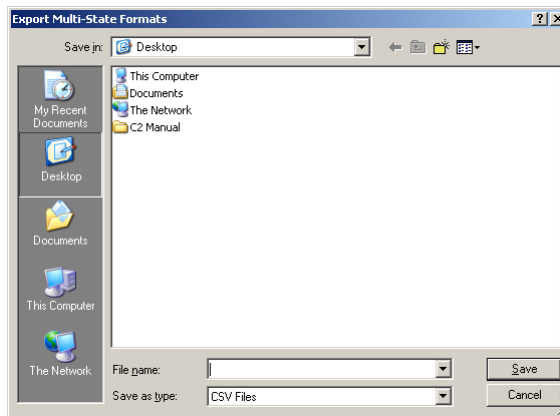 Export Multi-State Formats
Save in: Desktop
My Recent
Documents
Desktop
Documents
This Computer
The Network
This Computer
Documents
The Network
C2 Manual
File name:
Save
Save as type: CSV Files
Cancel